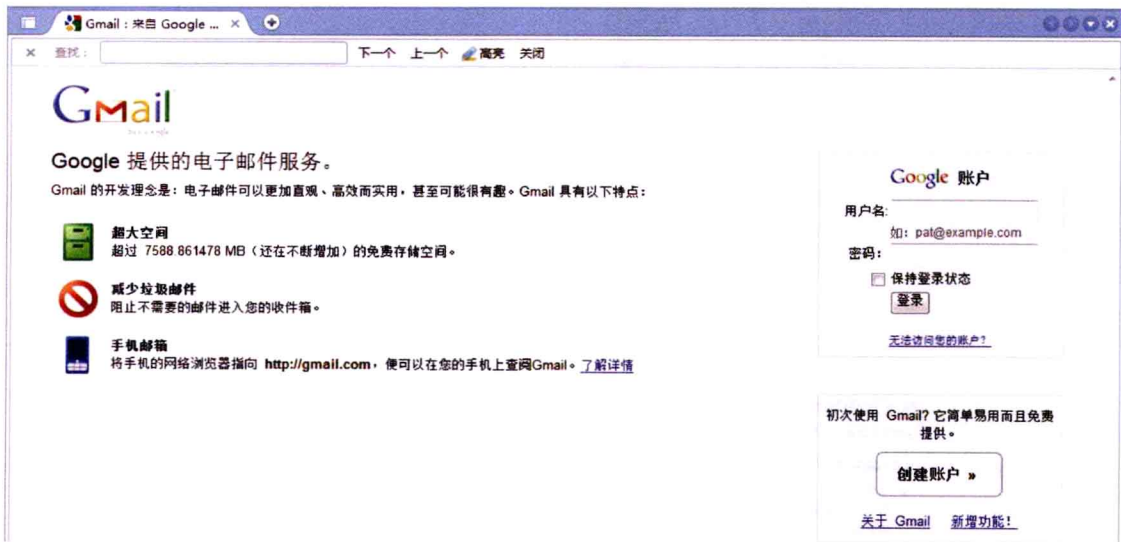 Gmail : 来自 Google ...
查找：
下一个 上一个 高亮 关闭
Gmail
Google 提供的电子邮件服务。
Gmail 的开发理念是：电子邮件可以更加直观、高效而实用，甚至可能很有趣。Gmail 具有以下特点：
超大空间
超过 7588.861478 MB（还在不断增加）的免费存储空间。
减少垃圾邮件
阻止不需要的邮件进入您的收件箱。
手机邮箱
将手机的网络浏览器指向 http://gmail.com，便可以在您的手机上查阅Gmail。了解详情
Google 账户
用户名:
如：pat@example.com
密码：
保持登录状态
登录
无法访问您的账户？
初次使用 Gmail? 它简单易用而且免费
提供。
创建账户 »
关于 Gmail 新增功能！